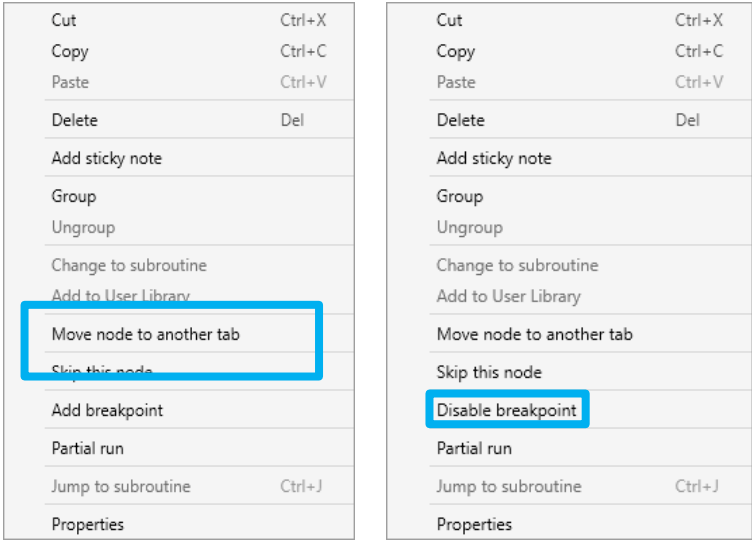 Cut Ctrl+X
Copy Ctrl+C
Paste Ctrl+V
Delete Del
Add sticky note
Group
Ungroup
Change to subroutine
Add to User Library
Move node to another tab
Skip this node
Add breakpoint
Partial run
Jump to subroutine Ctrl+J
Properties
Cut Ctrl+X
Copy Ctrl+C
Paste Ctrl+V
Delete Del
Add sticky note
Group
Ungroup
Change to subroutine
Add to User Library
Move node to another tab
Skip this node
Disable breakpoint
Partial run
Jump to subroutine Ctrl+J
Properties